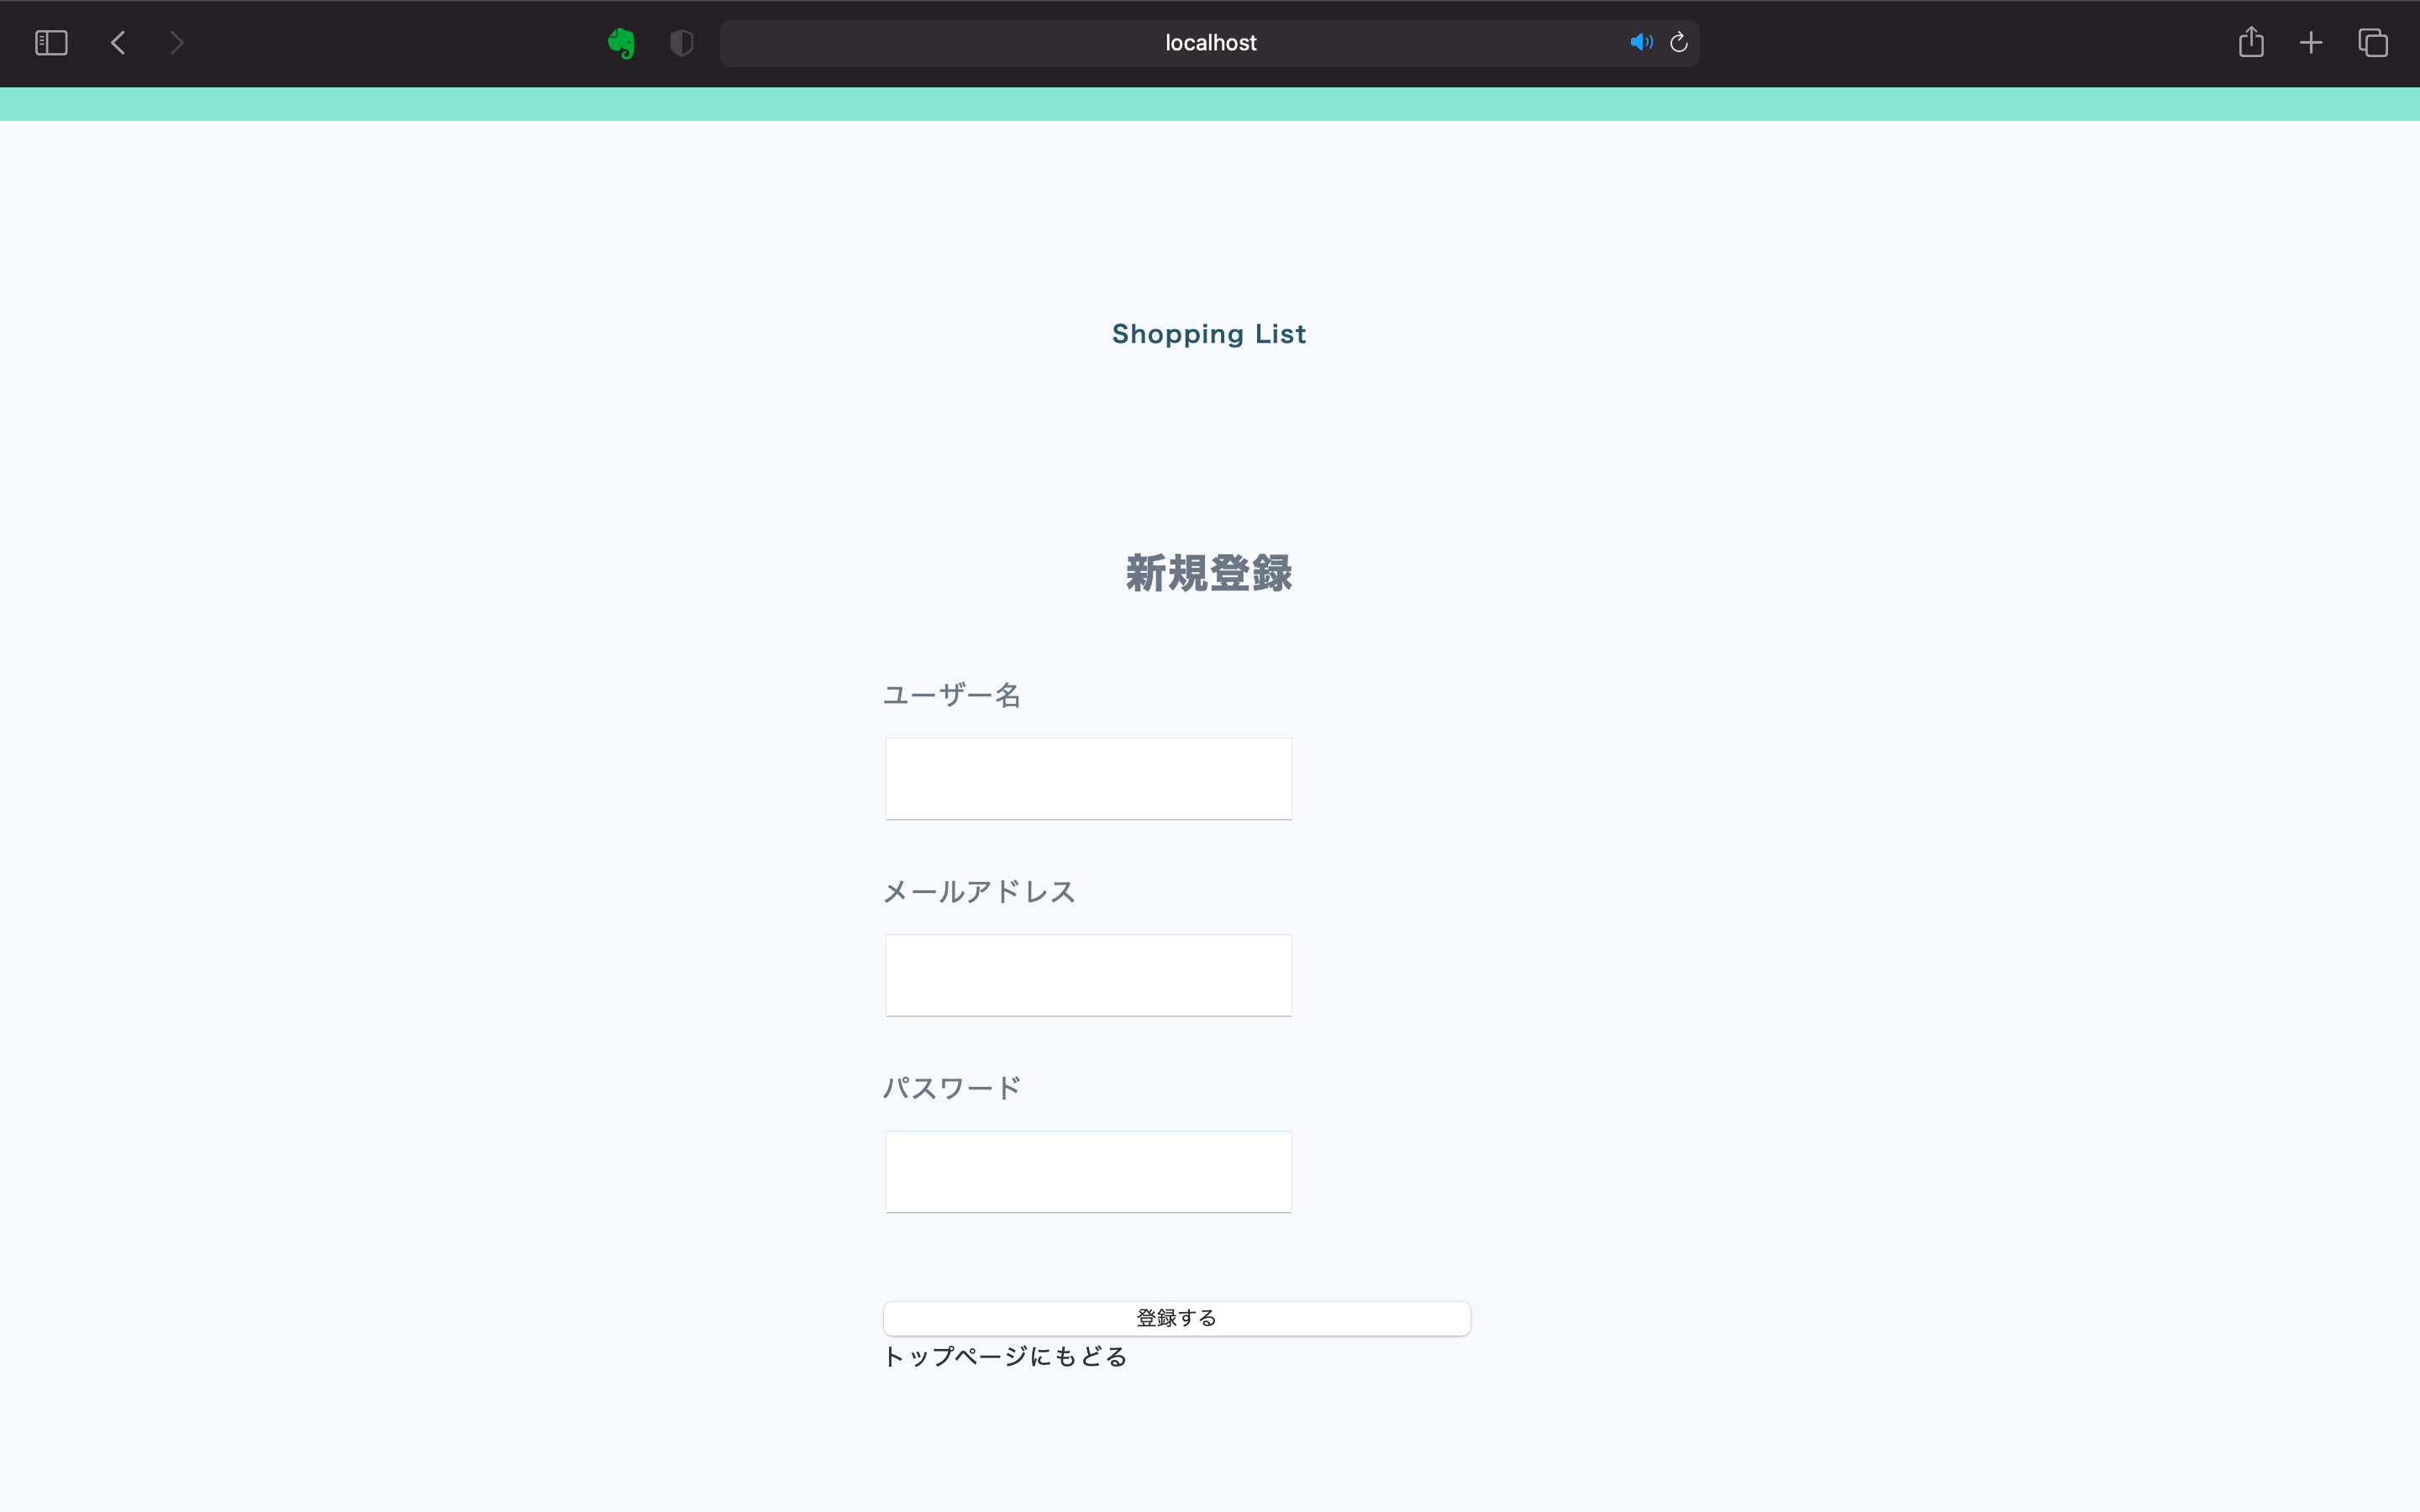 localhost
Shopping List
新規登録
ユーザー名
メールアドレス
パスワード
登録する
トップページにもどる